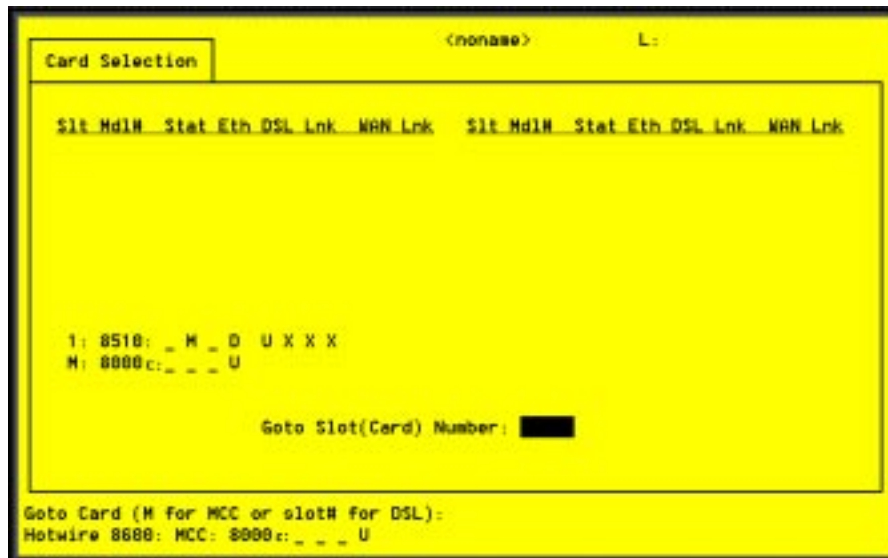 <noname> L:
Card Selection
Slt Mdl# Stat Eth DSL Lnk WAN Lnk Slt Mdl# Stat Eth DSL Lnk WAN Lnk
1: 8510: _ M _ D U X X X
M: 8000c:_ _ _ U
Goto Slot(Card) Number:
Goto Card (M for MCC or slot# for DSL):
Hotwire 8600: MCC: 8000c:_ _ _ U